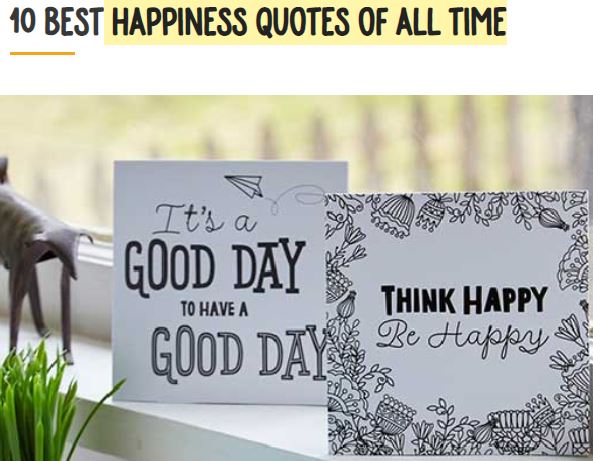 10 BEST HAPPINESS QUOTES OF ALL TIME
It's a
GOOD DAY
TO HAVE A
GOOD DAY
THINK HAPPY
Be Happy